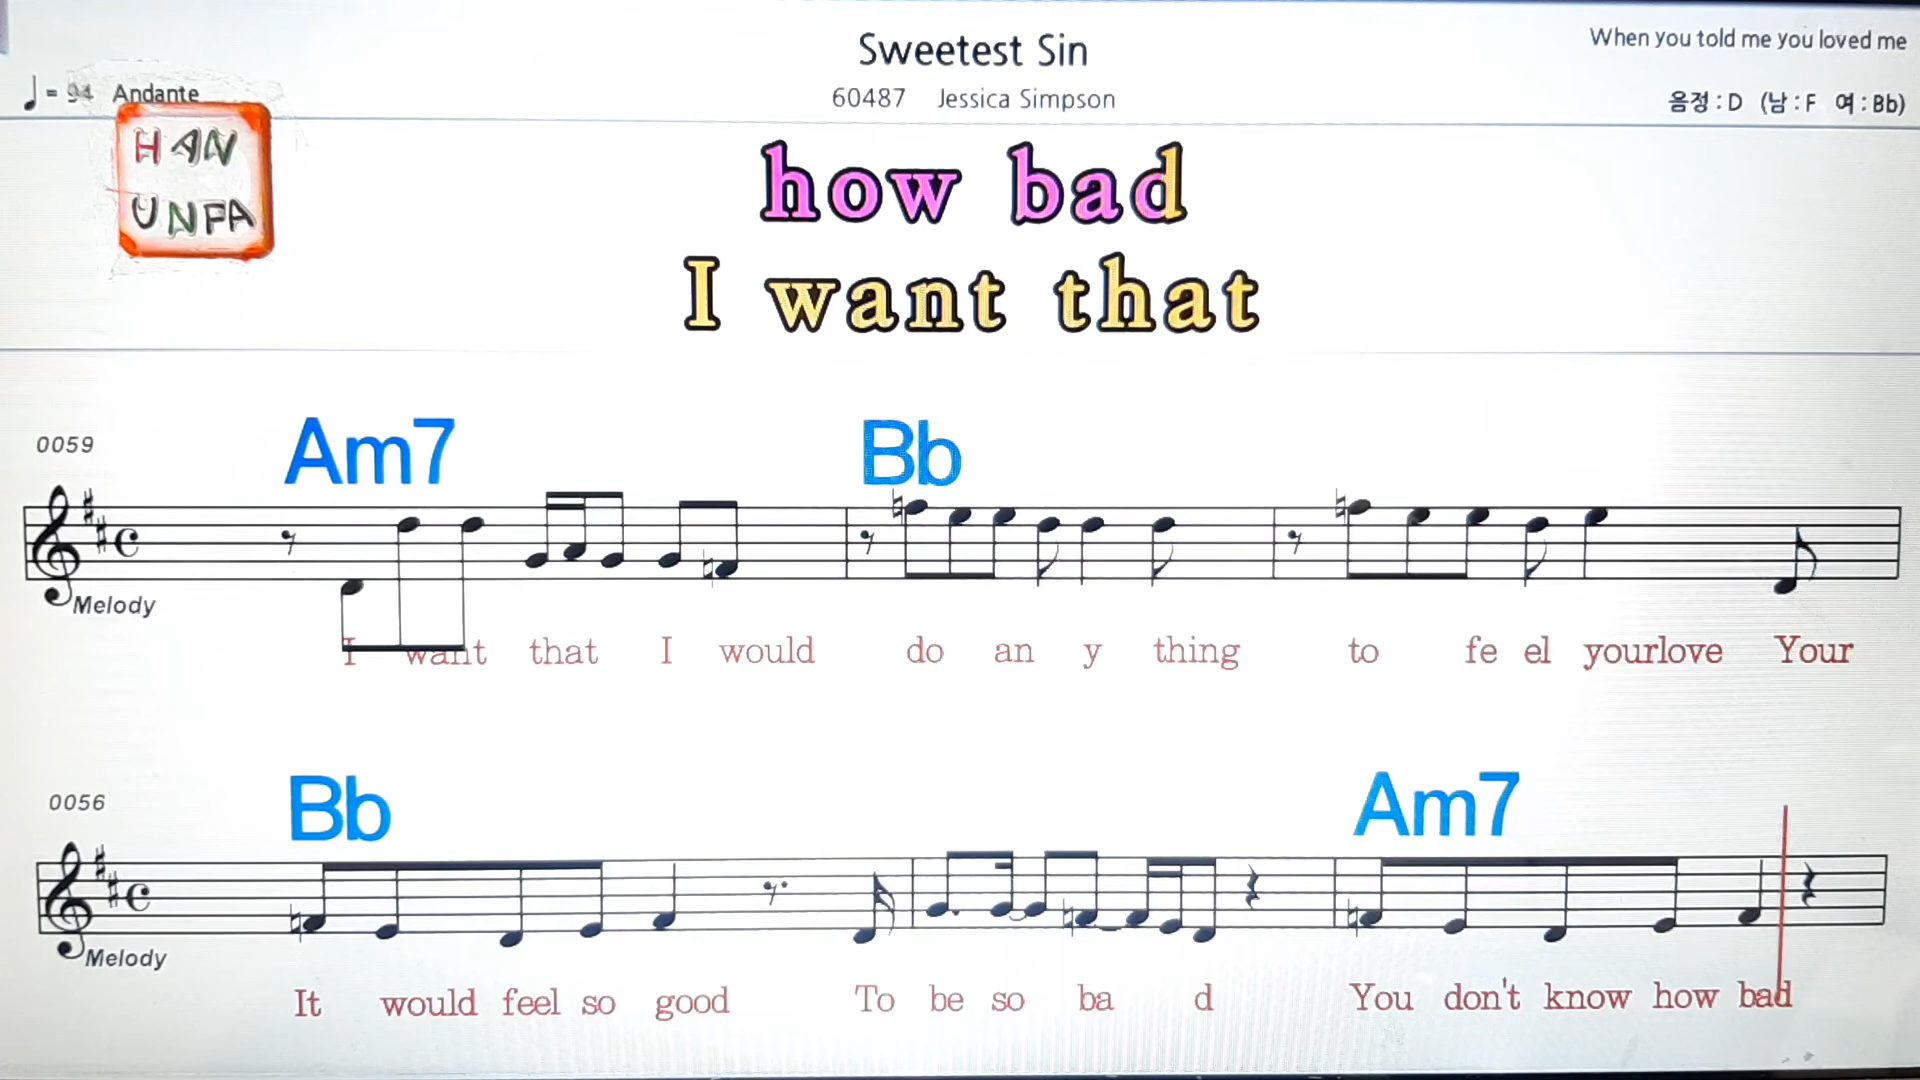 Sweetest Sin
When you told me you loved me
= 94 Andante
60487 Jessica Simpson
음정 : D (남 : F 여 : Bb)
HAN
UNPA
how bad
I want that
0059
Am7 Bb
Melody
I want that I would do an y thing to fe el yourlove Your
0056
Bb Am7
Melody
It would feel so good To be so ba d You don't know how bad